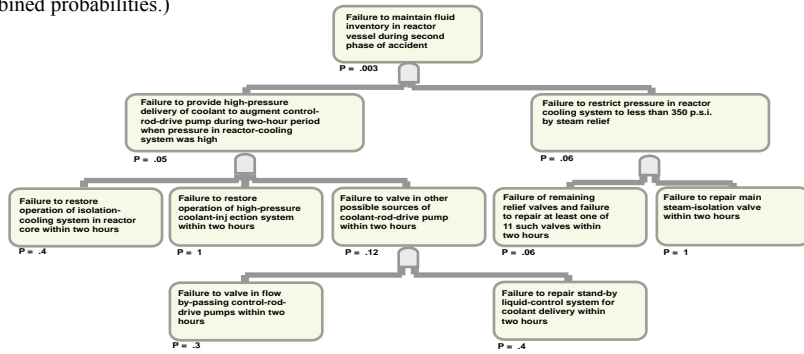 bined probabilities.)
Failure to maintain fluid
inventory in reactor
vessel during second
phase of accident
P = .003
Failure to provide high-pressure
delivery of coolant to augment control-
rod-drive pump during two-hour period
when pressure in reactor-cooling
system was high
P = .05
Failure to restrict pressure in reactor
cooling system to less than 350 p.s.i.
by steam relief
P = .06
Failure to restore
operation of isolation-
cooling system in reactor
core within two hours
P = .4
Failure to restore
operation of high-pressure
coolant-inj ection system
within two hours
P = 1
Failure to valve in other
possible sources of
coolant-rod-drive pump
within two hours
P = .12
Failure of remaining
relief valves and failure
to repair at least one of
11 such valves within
two hours
P = .06
Failure to repair main
steam-isolation valve
within two hours
P = 1
Failure to valve in flow
by-passing control-rod-
drive pumps within two
hours
P = .3
Failure to repair stand-by
liquid-control system for
coolant delivery within
two hours
P = .4